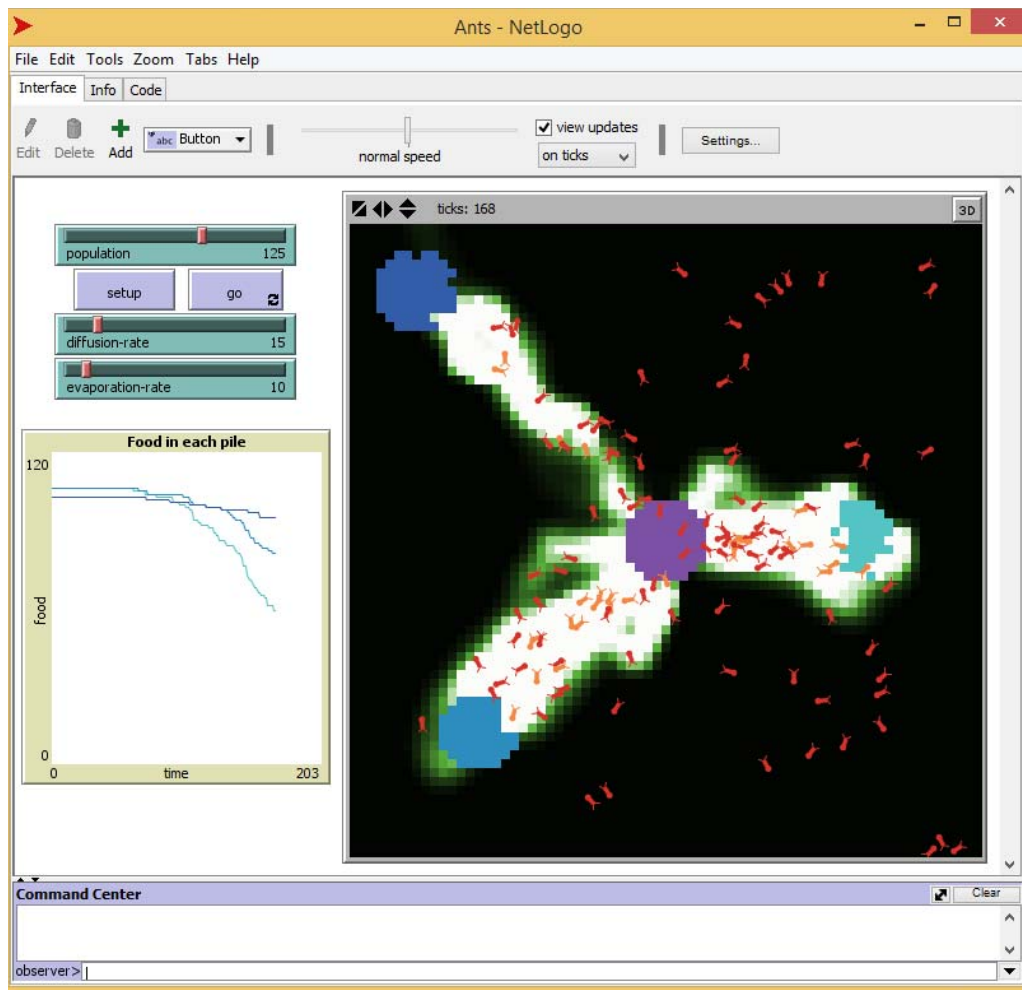 Ants - NetLogo
File Edit Tools Zoom Tabs Help
Interface Info Code
Edit Delete Add abc Button normal speed view updates on ticks Settings...
ticks: 168 3D
population 125
setup go
diffusion-rate 15
evaporation-rate 10
Food in each pile
120
food
0
0 time 203
Command Center Clear
observer>